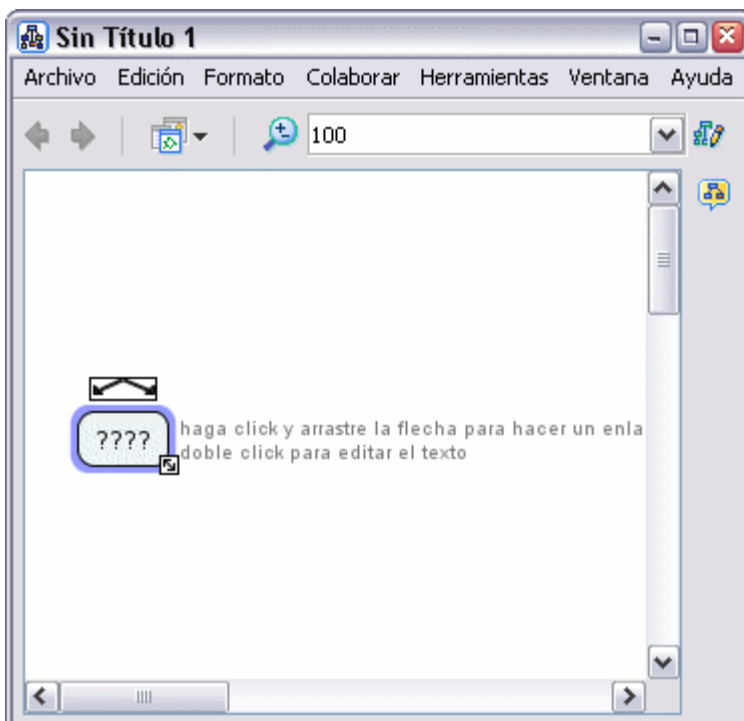 Sin Título 1
Archivo Edición Formato Colaborar Herramientas Ventana Ayuda
100
????
haga click y arrastre la flecha para hacer un enla
doble click para editar el texto